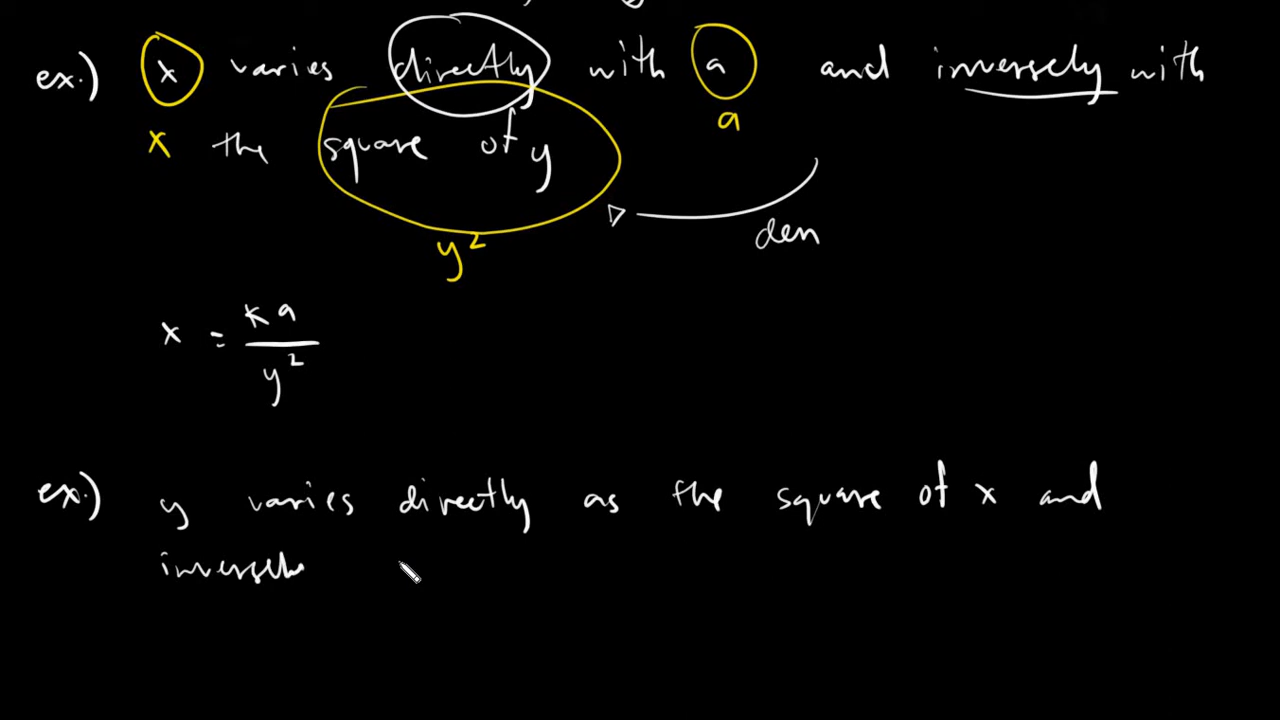 ex.) x varies directly with a and inversely with
x the square of y a
y² den
x = ka / y²
ex.) y varies directly as the square of x and
inversely